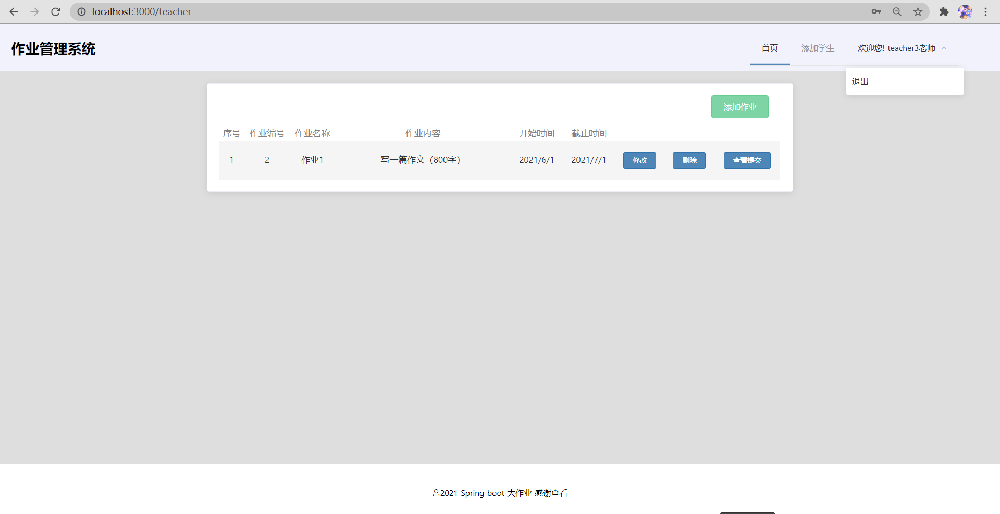 localhost:3000/teacher
作业管理系统
首页 添加学生 欢迎您! teacher3老师
退出
添加作业
序号 作业编号 作业名称 作业内容 开始时间 截止时间
1 2 作业1 写一篇作文（800字） 2021/6/1 2021/7/1 修改 删除 查看提交
2021 Spring boot 大作业 感谢查看